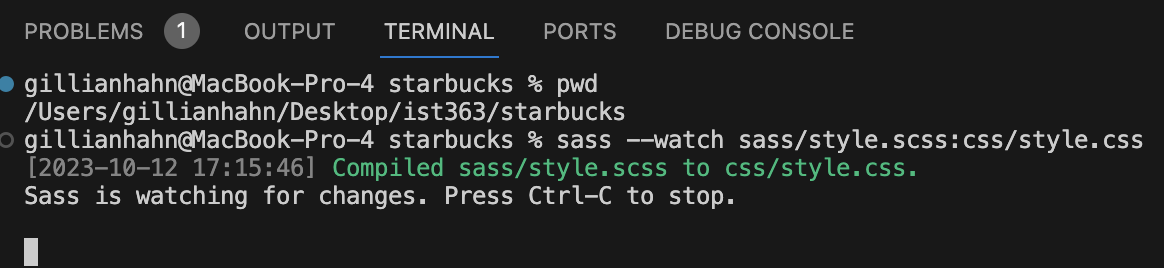 PROBLEMS 1 OUTPUT TERMINAL PORTS DEBUG CONSOLE
gillianhahn@MacBook-Pro-4 starbucks % pwd
/Users/gillianhahn/Desktop/ist363/starbucks
gillianhahn@MacBook-Pro-4 starbucks % sass --watch sass/style.scss:css/style.css
[2023-10-12 17:15:46] Compiled sass/style.scss to css/style.css.
Sass is watching for changes. Press Ctrl-C to stop.